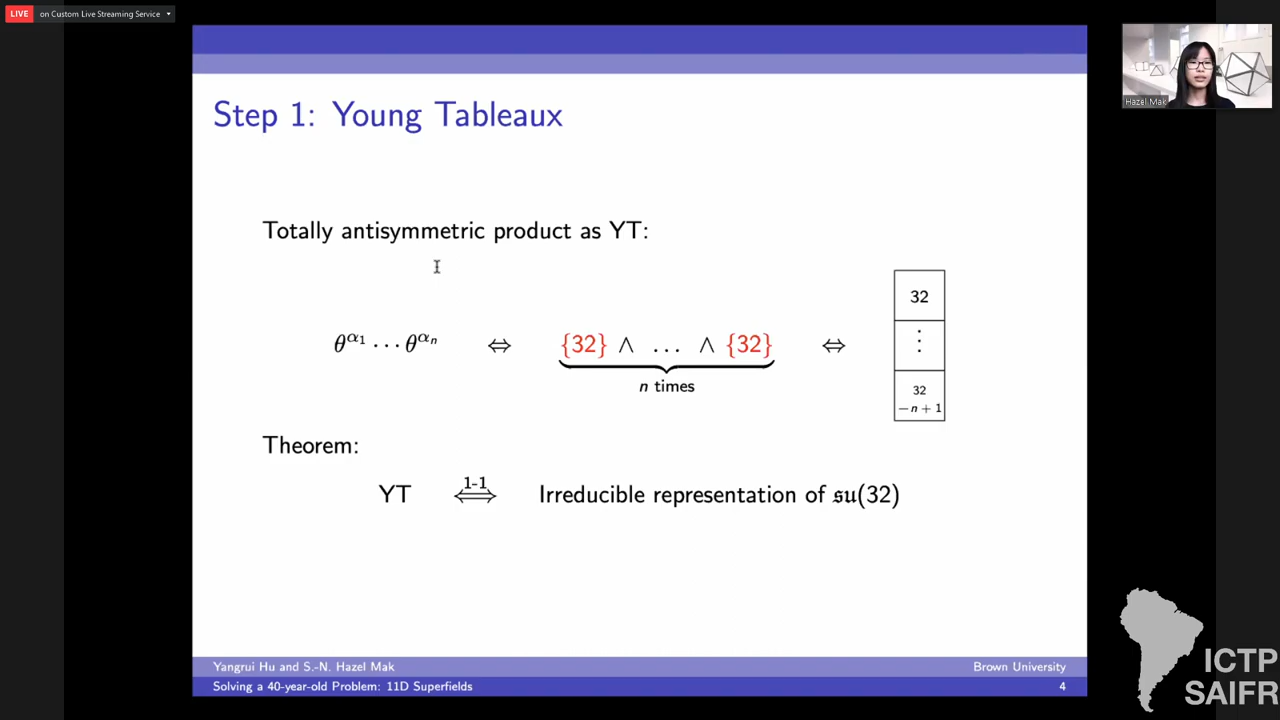 LIVE on Custom Live Streaming Service
Hazel Mak
Step 1: Young Tableaux
Totally antisymmetric product as YT:
θ^{α₁} ··· θ^{αₙ} ⇔ {32} ∧ ... ∧ {32} ⇔
n times
32
⋮
32
− n + 1
Theorem:
YT ⟺ 1-1 Irreducible representation of 𝔰𝔲(32)
Yangrui Hu and S.-N. Hazel Mak Brown University
Solving a 40-year-old Problem: 11D Superfields 4
ICTP
SAIFR